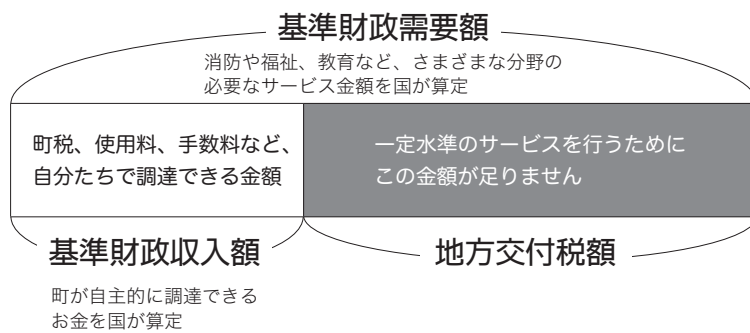 基準財政需要額
消防や福祉、教育など、さまざまな分野の
必要なサービス金額を国が算定
町税、使用料、手数料など、
自分たちで調達できる金額
一定水準のサービスを行うために
この金額が足りません
基準財政収入額
地方交付税額
町が自主的に調達できる
お金を国が算定